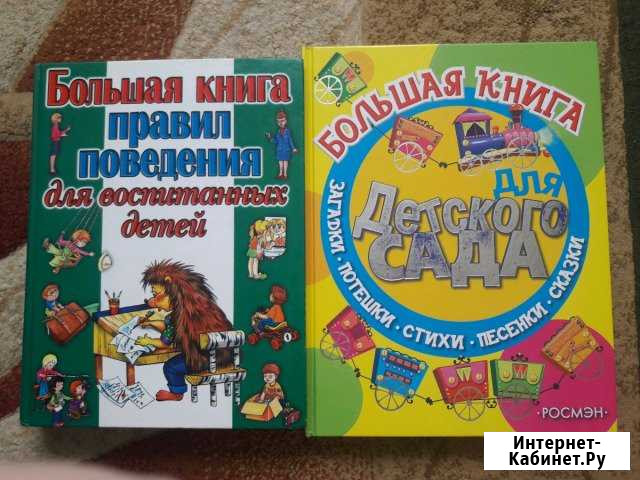 Большая книга
правил
поведения
для воспитанных
детей
БОЛЬШАЯ КНИГА
для
Детского
САДА
ЗАГАДКИ · ПОТЕШКИ · СТИХИ · ПЕСЕНКИ · СКАЗКИ
·РОСМЭН·
Интернет-
Кабинет.Ру